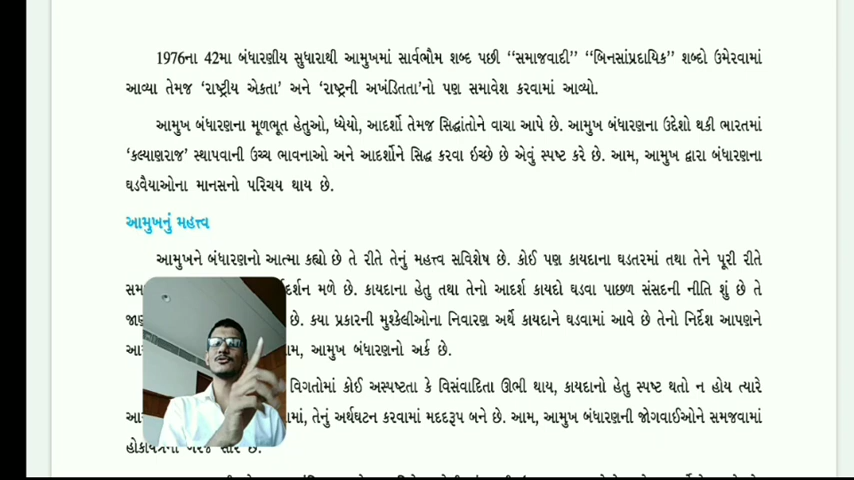 1976ના 42મા બંધારણીય સુધારાથી આમુખમાં સાર્વભૌમ શબ્દ પછી “સમાજવાદી” “બિનસાંપ્રદાયિક” શબ્દો ઉમેરવામાં
આવ્યા તેમજ ‘રાષ્ટ્રીય એકતા’ અને ‘રાષ્ટ્રની અખંડિતતા’નો પણ સમાવેશ કરવામાં આવ્યો.
આમુખ બંધારણના મૂળભૂત હેતુઓ, ધ્યેયો, આદર્શો તેમજ સિદ્ધાંતોને વાચા આપે છે. આમુખ બંધારણના ઉદ્દેશો થકી ભારતમાં
‘કલ્યાણરાજ’ સ્થાપવાની ઉચ્ચ ભાવનાઓ અને આદર્શોને સિદ્ધ કરવા ઇચ્છે છે એવું સ્પષ્ટ કરે છે. આમ, આમુખ દ્વારા બંધારણના
ઘડવૈયાઓના માનસનો પરિચય થાય છે.
આમુખનું મહત્ત્વ
આમુખને બંધારણનો આત્મા કહ્યો છે તે રીતે તેનું મહત્ત્વ સવિશેષ છે. કોઈ પણ કાયદાના ઘડતરમાં તથા તેને પૂરી રીતે
મળે છે. કાયદાના હેતુ તથા તેનો આદર્શ કાયદો ઘડવા પાછળ સંસદની નીતિ શું છે તે
છે. ક્યા પ્રકારની મુશ્કેલીઓના નિવારણ અર્થે કાયદાને ઘડવામાં આવે છે તેનો નિર્દેશ આપણને
આમુખ બંધારણનો અર્ક છે.
વિગતોમાં કોઈ અસ્પષ્ટતા કે વિસંવાદિતા ઊભી થાય, કાયદાનો હેતુ સ્પષ્ટ થતો ન હોય ત્યારે
તેનું અર્થઘટન કરવામાં મદદરૂપ બને છે. આમ, આમુખ બંધારણની જોગવાઈઓને સમજવામાં